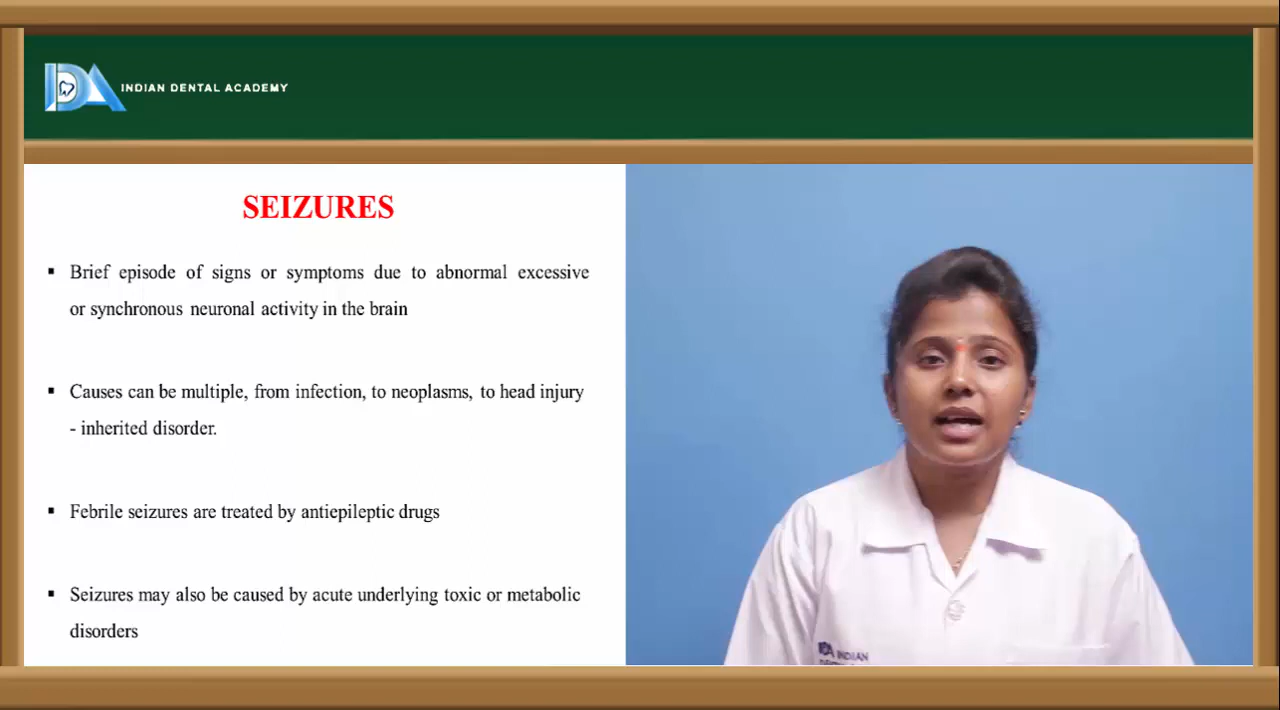 INDIAN DENTAL ACADEMY
SEIZURES
▪ Brief episode of signs or symptoms due to abnormal excessive
or synchronous neuronal activity in the brain
▪ Causes can be multiple, from infection, to neoplasms, to head injury
- inherited disorder.
▪ Febrile seizures are treated by antiepileptic drugs
▪ Seizures may also be caused by acute underlying toxic or metabolic
disorders
INDIAN